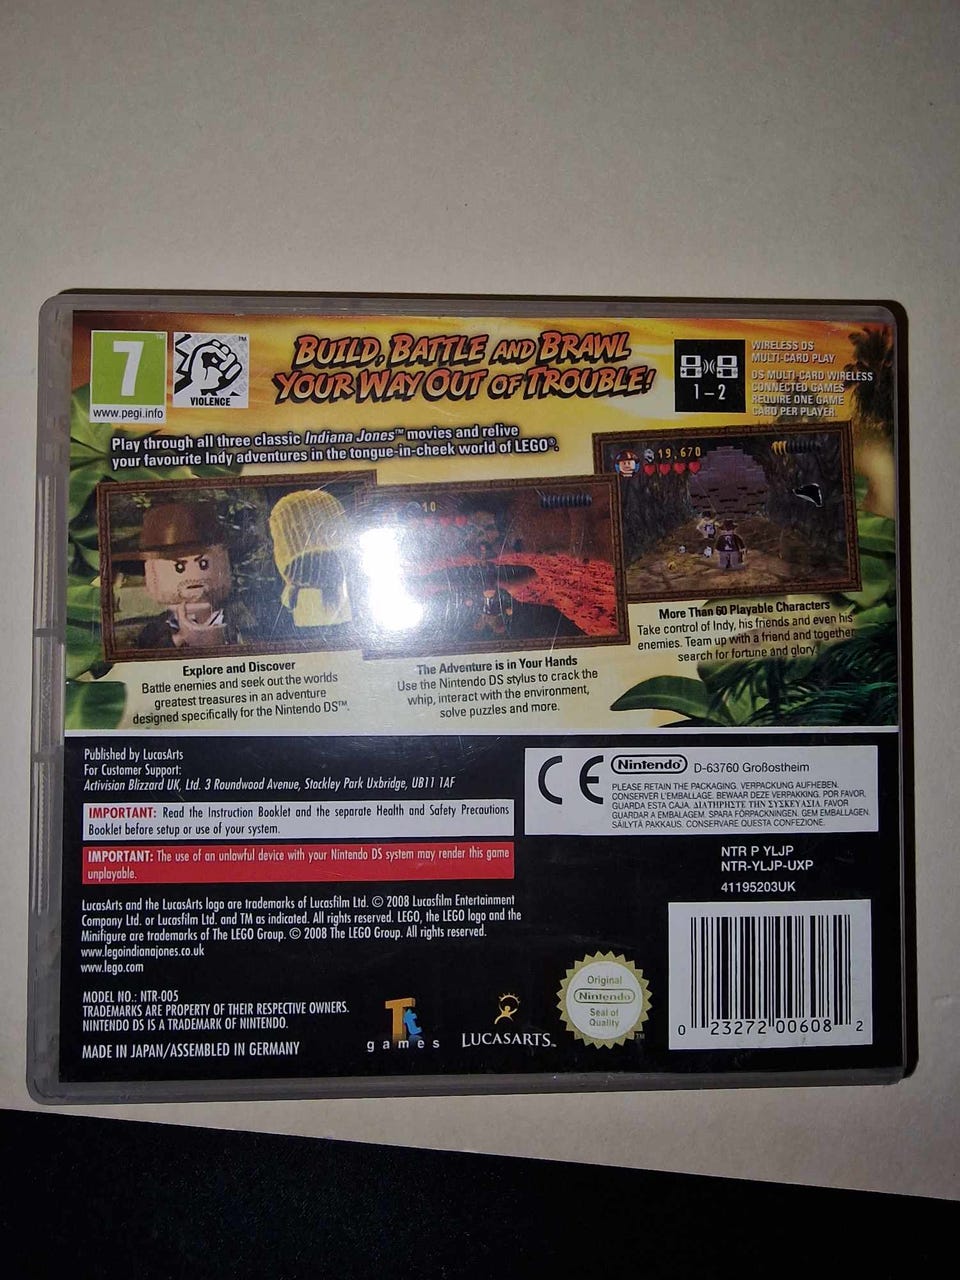 7™
www.pegi.info
™
VIOLENCE
BUILD, BATTLE AND BRAWL
YOUR WAY OUT OF TROUBLE!
1-2
WIRELESS DS
MULTI-CARD PLAY
DS MULTI-CARD WIRELESS
CONNECTED GAMES
REQUIRE ONE GAME
CARD PER PLAYER.
Play through all three classic Indiana Jones™ movies and relive
your favourite Indy adventures in the tongue-in-cheek world of LEGO®.
10
19,670
Explore and Discover
Battle enemies and seek out the worlds
greatest treasures in an adventure
designed specifically for the Nintendo DS™.
The Adventure is in Your Hands
Use the Nintendo DS stylus to crack the
whip, interact with the environment,
solve puzzles and more.
More Than 60 Playable Characters
Take control of Indy, his friends and even his
enemies. Team up with a friend and together
search for fortune and glory!
Published by LucasArts
For Customer Support:
Activision Blizzard UK, Ltd. 3 Roundwood Avenue, Stockley Park Uxbridge, UB11 1AF
IMPORTANT: Read the Instruction Booklet and the separate Health and Safety Precautions
Booklet before setup or use of your system.
IMPORTANT: The use of an unlawful device with your Nintendo DS system may render this game
unplayable.
LucasArts and the LucasArts logo are trademarks of Lucasfilm Ltd. © 2008 Lucasfilm Entertainment
Company Ltd. or Lucasfilm Ltd. and TM as indicated. All rights reserved. LEGO, the LEGO logo and the
Minifigure are trademarks of The LEGO Group. © 2008 The LEGO Group. All rights reserved.
www.legoindianajones.co.uk
www.lego.com
MODEL NO.: NTR-005
TRADEMARKS ARE PROPERTY OF THEIR RESPECTIVE OWNERS.
NINTENDO DS IS A TRADEMARK OF NINTENDO.
MADE IN JAPAN/ASSEMBLED IN GERMANY
Tt
games
LUCASARTS™
CE
Nintendo® D-63760 Großostheim
PLEASE RETAIN THE PACKAGING. VERPACKUNG AUFHEBEN.
CONSERVER L'EMBALLAGE. BEWAAR DEZE VERPAKKING. POR FAVOR,
GUARDA ESTA CAJA. ΔΙΑΤΗΡΗΣΤΕ ΤΗΝ ΣΥΣΚΕΥΑΣΙΑ. FAVOR
GUARDAR A EMBALAGEM. SPARA FÖRPACKNINGEN. GEM EMBALLAGEN.
SÄILYTÄ PAKKAUS. CONSERVARE QUESTA CONFEZIONE.
NTR P YLJP
NTR-YLJP-UXP
41195203UK
Original
Nintendo
Seal of
Quality
™
0 23272 00608 2